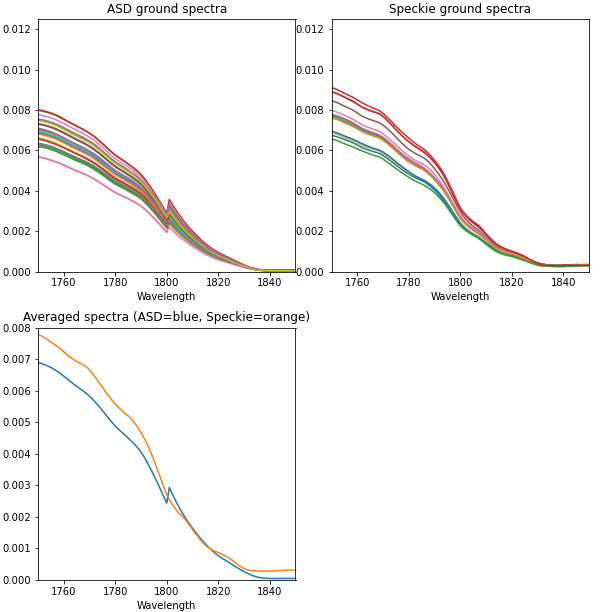 ASD ground spectra
0.012
0.010
0.008
0.006
0.004
0.002
0.000
1760 1780 1800 1820 1840
Wavelength
Speckie ground spectra
0.012
0.010
0.008
0.006
0.004
0.002
0.000
1760 1780 1800 1820 1840
Wavelength
Averaged spectra (ASD=blue, Speckie=orange)
0.008
0.007
0.006
0.005
0.004
0.003
0.002
0.001
0.000
1760 1780 1800 1820 1840
Wavelength